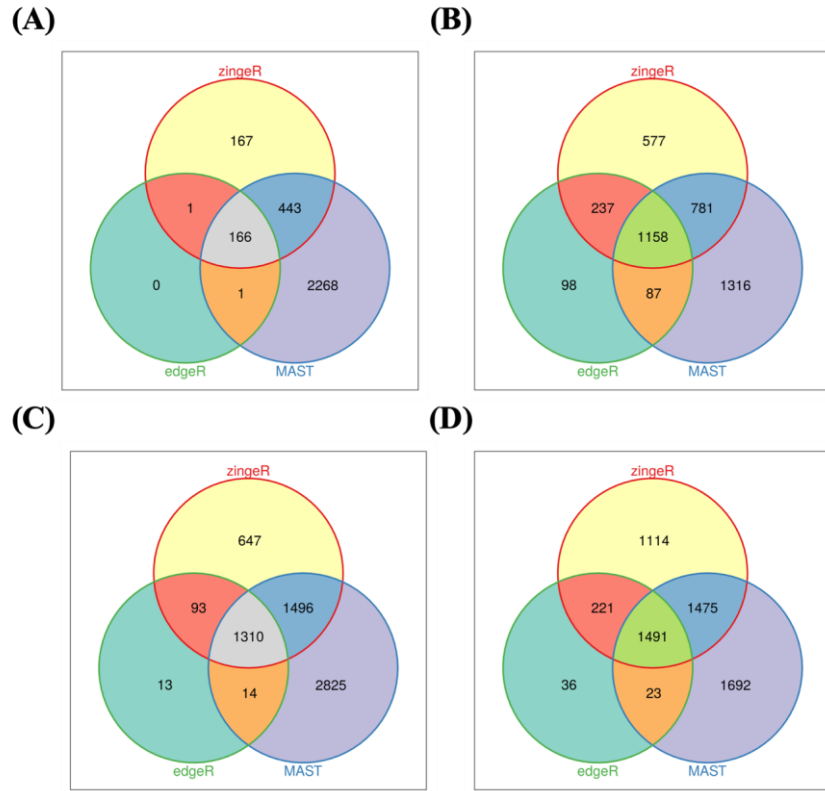 (A)
zingeR
167
1
443
166
0
1
2268
edgeR
MAST
(B)
zingeR
577
237
781
1158
98
87
1316
edgeR
MAST
(C)
zingeR
647
93
1496
1310
13
14
2825
edgeR
MAST
(D)
zingeR
1114
221
1475
1491
36
23
1692
edgeR
MAST